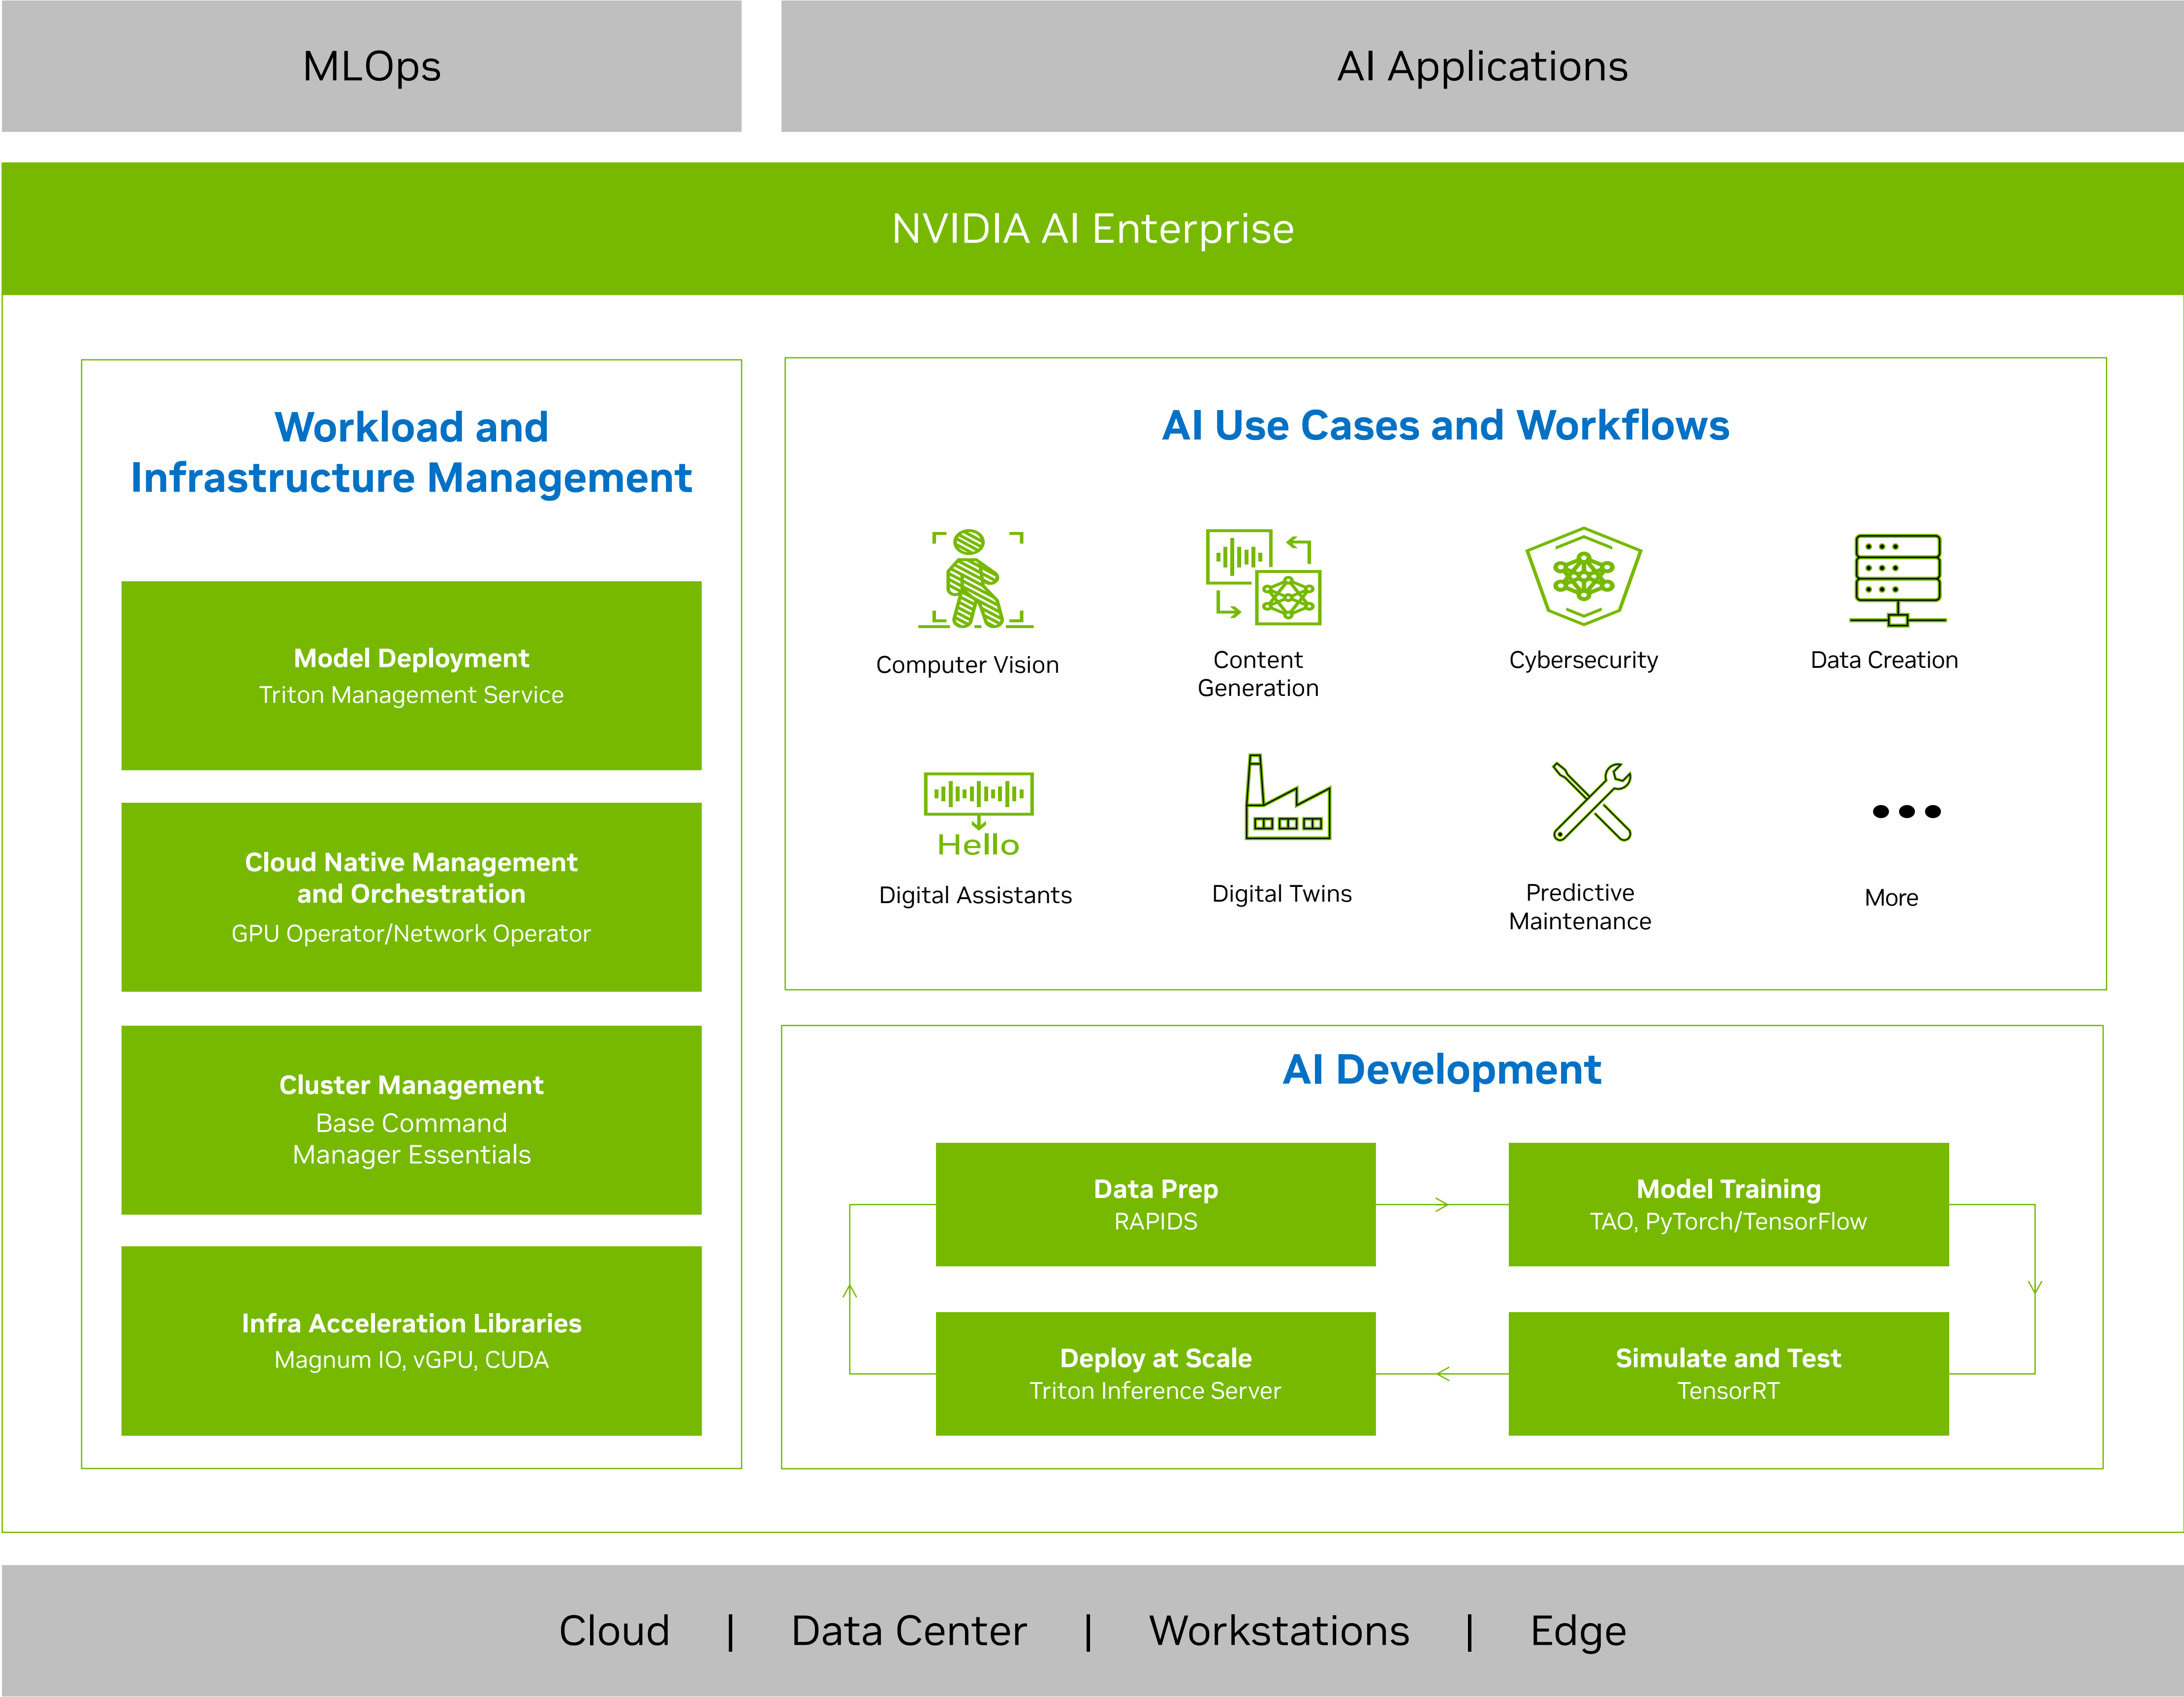 MLOps
AI Applications
NVIDIA AI Enterprise
Workload and
Infrastructure Management
Model Deployment
Triton Management Service
Cloud Native Management
and Orchestration
GPU Operator/Network Operator
Cluster Management
Base Command
Manager Essentials
Infra Acceleration Libraries
Magnum IO, vGPU, CUDA
AI Use Cases and Workflows
Computer Vision
Content
Generation
Cybersecurity
Data Creation
Hello
Digital Assistants
Digital Twins
Predictive
Maintenance
More
AI Development
Data Prep
RAPIDS
Model Training
TAO, PyTorch/TensorFlow
Deploy at Scale
Triton Inference Server
Simulate and Test
TensorRT
Cloud | Data Center | Workstations | Edge